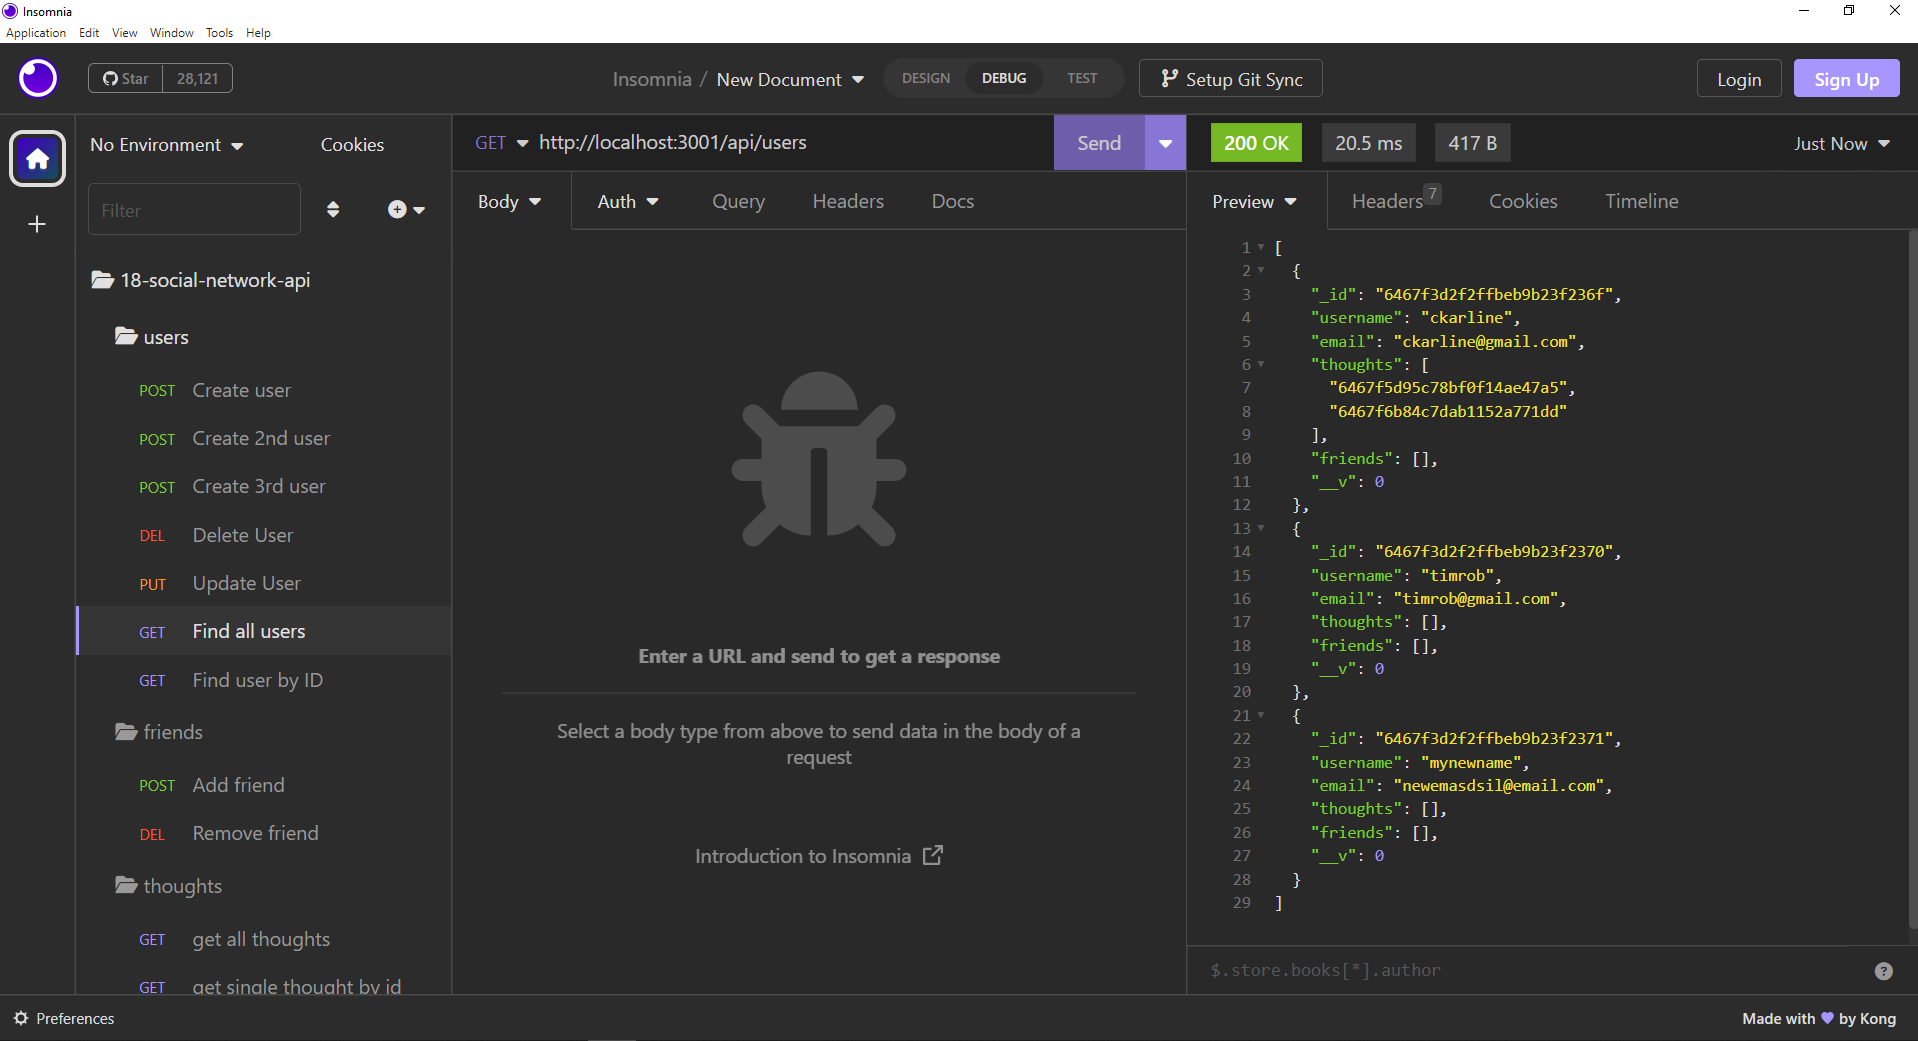 Insomnia
Application Edit View Window Tools Help
Star 28,121
Insomnia / New Document
DESIGN DEBUG TEST
Setup Git Sync
Login
Sign Up
No Environment
Cookies
Filter
18-social-network-api
users
POST Create user
POST Create 2nd user
POST Create 3rd user
DEL Delete User
PUT Update User
GET Find all users
GET Find user by ID
friends
POST Add friend
DEL Remove friend
thoughts
GET get all thoughts
GET get single thought by id
GET http://localhost:3001/api/users
Send
Body Auth Query Headers Docs
Enter a URL and send to get a response
Select a body type from above to send data in the body of a
request
Introduction to Insomnia
200 OK 20.5 ms 417 B Just Now
Preview Headers 7 Cookies Timeline
1 [
2 {
3 "_id": "6467f3d2f2ffbeb9b23f236f",
4 "username": "ckarline",
5 "email": "ckarline@gmail.com",
6 "thoughts": [
7 "6467f5d95c78bf0f14ae47a5",
8 "6467f6b84c7dab1152a771dd"
9 ],
10 "friends": [],
11 "__v": 0
12 },
13 {
14 "_id": "6467f3d2f2ffbeb9b23f2370",
15 "username": "timrob",
16 "email": "timrob@gmail.com",
17 "thoughts": [],
18 "friends": [],
19 "__v": 0
20 },
21 {
22 "_id": "6467f3d2f2ffbeb9b23f2371",
23 "username": "mynewname",
24 "email": "newemasdsil@email.com",
25 "thoughts": [],
26 "friends": [],
27 "__v": 0
28 }
29 ]
$.store.books[*].author
Preferences
Made with 💜 by Kong